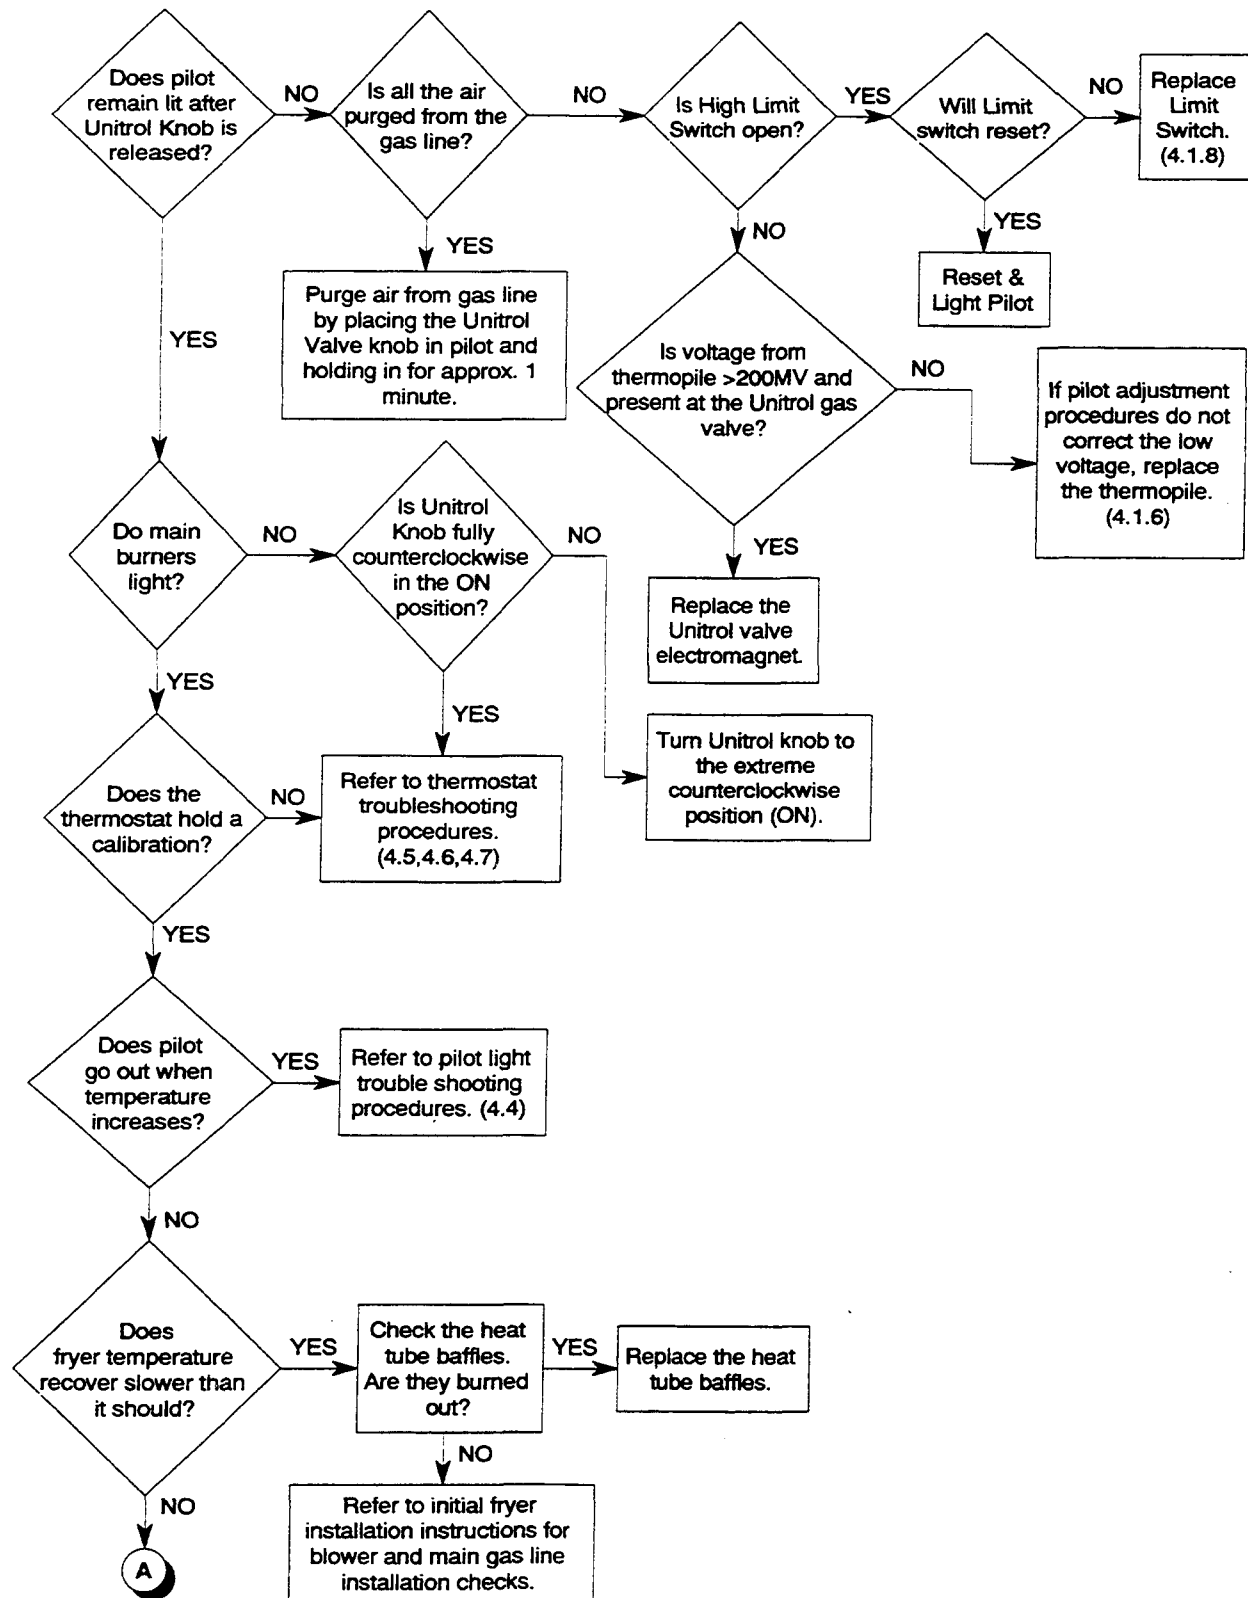 Does pilot
remain lit after
Unitrol Knob is
released?
NO
Is all the air
purged from the
gas line?
NO
Is High Limit
Switch open?
YES
Will Limit
switch reset?
NO
Replace
Limit
Switch.
(4.1.8)
YES
YES
Purge air from gas line
by placing the Unitrol
Valve knob in pilot and
holding in for approx. 1
minute.
NO
YES
Reset &
Light Pilot
Is voltage from
thermopile >200MV and
present at the Unitrol gas
valve?
NO
If pilot adjustment
procedures do not
correct the low
voltage, replace
the thermopile.
(4.1.6)
YES
Replace the
Unitrol valve
electromagnet.
Do main
burners
light?
NO
Is Unitrol
Knob fully
counterclockwise
in the ON
position?
NO
Turn Unitrol knob to
the extreme
counterclockwise
position (ON).
YES
YES
Does the
thermostat hold a
calibration?
NO
Refer to thermostat
troubleshooting
procedures.
(4.5,4.6,4.7)
YES
Does pilot
go out when
temperature
increases?
YES
Refer to pilot light
trouble shooting
procedures. (4.4)
NO
Does
fryer temperature
recover slower than
it should?
YES
Check the heat
tube baffles.
Are they burned
out?
YES
Replace the heat
tube baffles.
NO
Refer to initial fryer
installation instructions for
blower and main gas line
installation checks.
NO
A